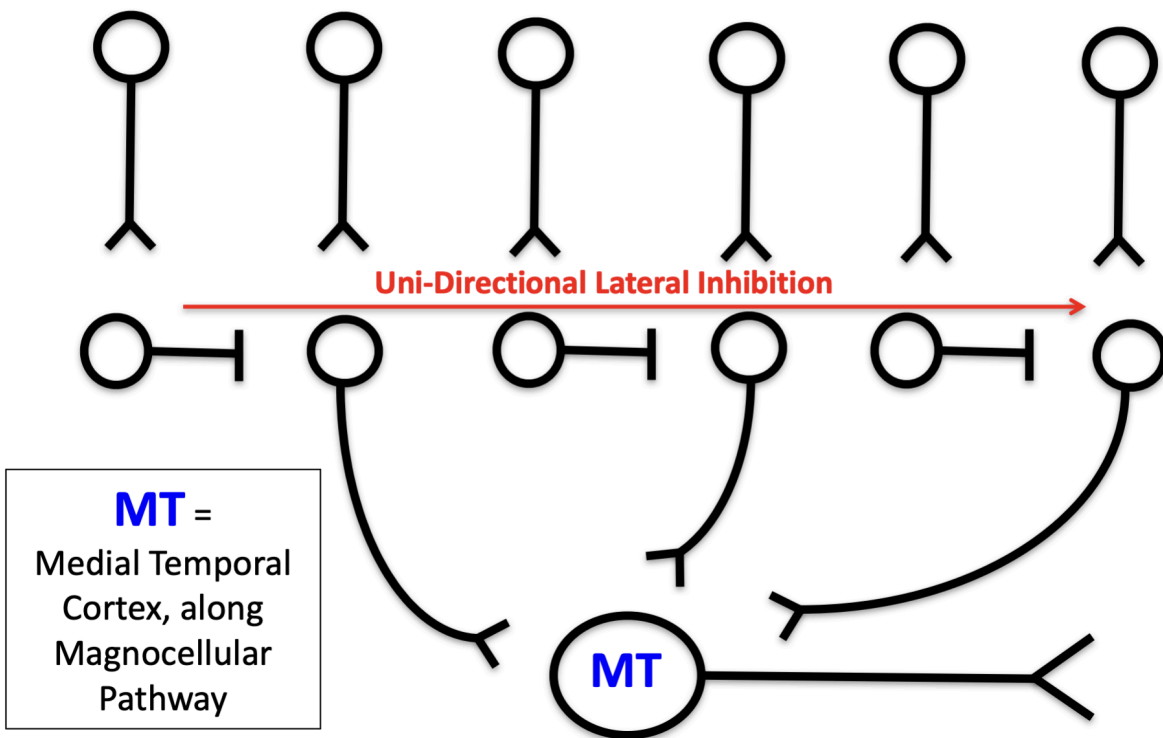 Uni-Directional Lateral Inhibition
MT =
Medial Temporal
Cortex, along
Magnocellular
Pathway
MT